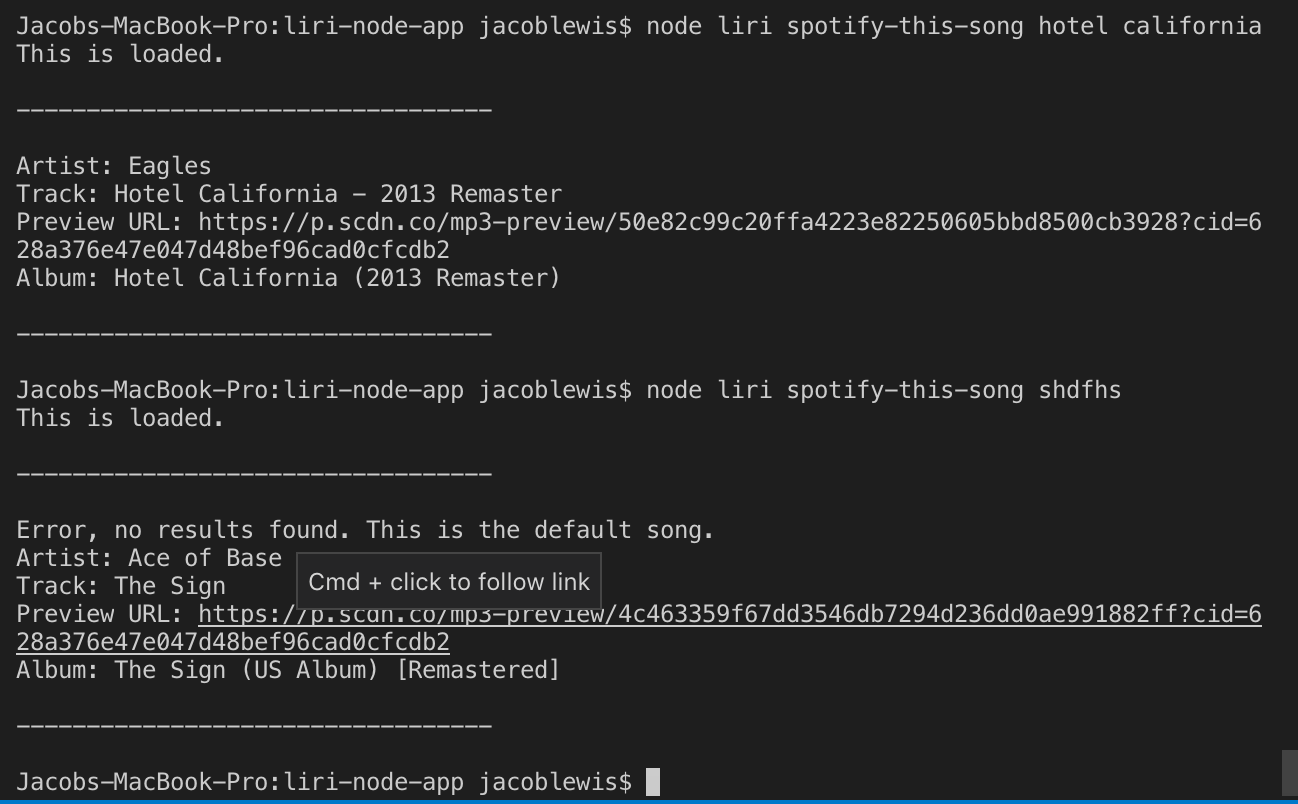 Jacobs-MacBook-Pro:liri-node-app jacoblewis$ node liri spotify-this-song hotel california
This is loaded.
----------------------------------
Artist: Eagles
Track: Hotel California - 2013 Remaster
Preview URL: https://p.scdn.co/mp3-preview/50e82c99c20ffa4223e82250605bbd8500cb3928?cid=6
28a376e47e047d48bef96cad0cfcdb2
Album: Hotel California (2013 Remaster)
----------------------------------
Jacobs-MacBook-Pro:liri-node-app jacoblewis$ node liri spotify-this-song shdfhs
This is loaded.
----------------------------------
Error, no results found. This is the default song.
Artist: Ace of Base
Cmd + click to follow link
Track: The Sign
Preview URL: https://p.scdn.co/mp3-preview/4c463359f67dd3546db7294d236dd0ae991882ff?cid=6
28a376e47e047d48bef96cad0cfcdb2
Album: The Sign (US Album) [Remastered]
----------------------------------
Jacobs-MacBook-Pro:liri-node-app jacoblewis$